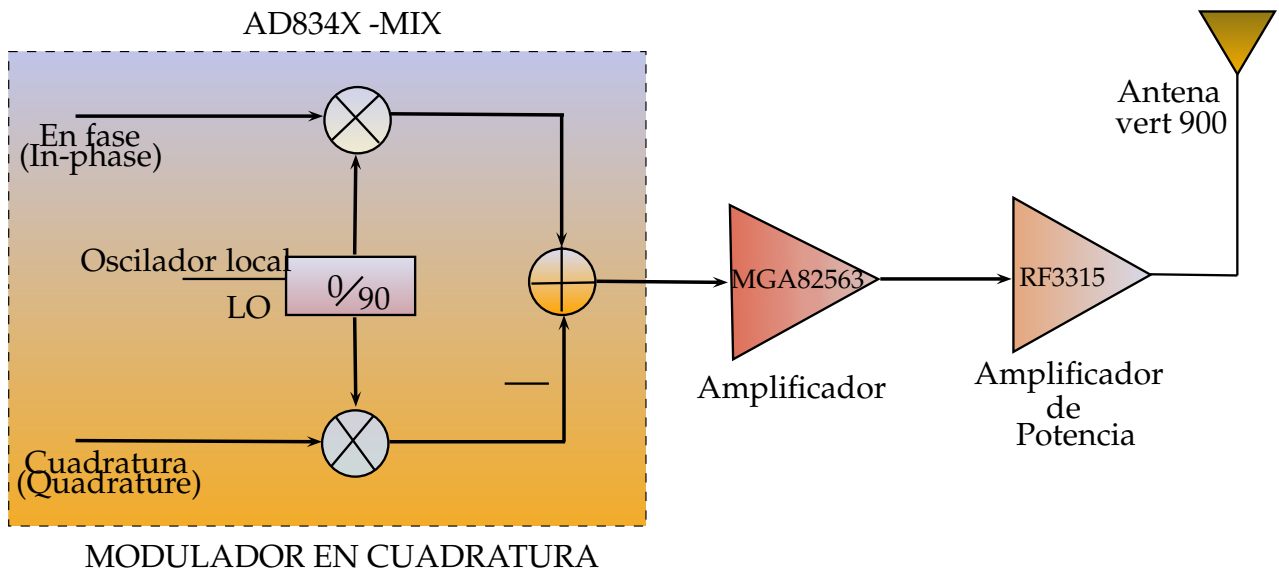 AD834X -MIX
En fase
(In-phase)
Oscilador local
LO
0/90
Cuadratura
(Quadrature)
MODULADOR EN CUADRATURA
MGA82563
Amplificador
RF3315
Amplificador
de
Potencia
Antena
vert 900